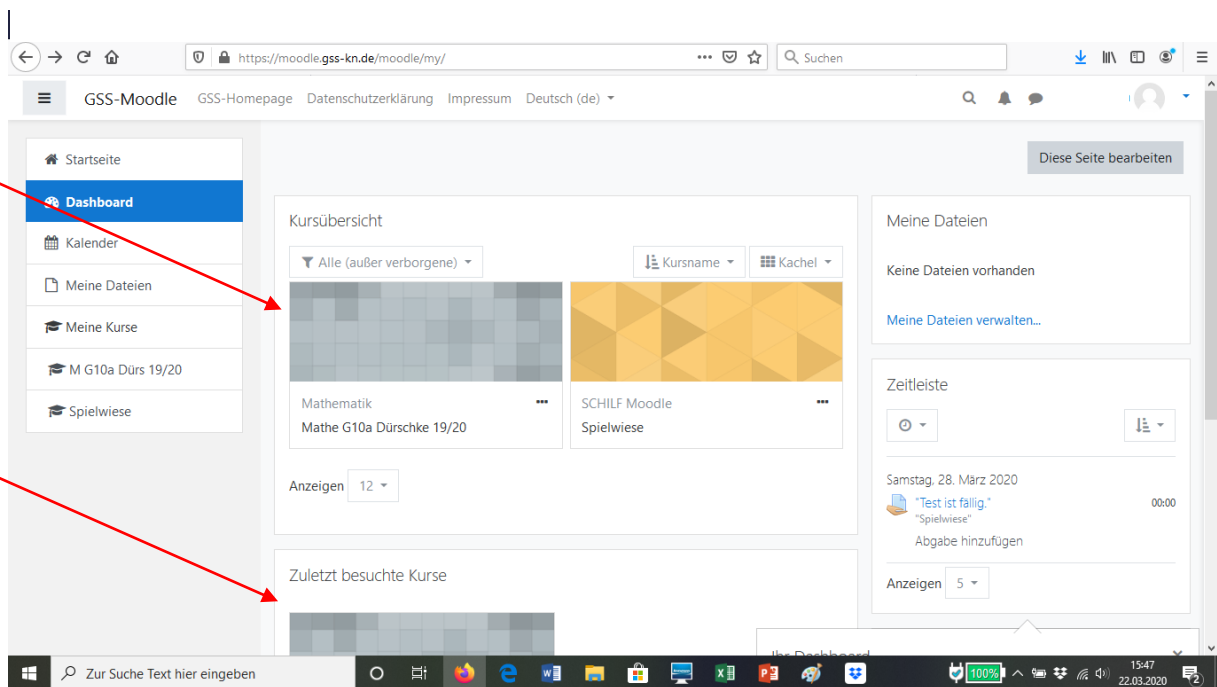 https://moodle.gss-kn.de/moodle/my/
Suchen
GSS-Moodle GSS-Homepage Datenschutzerklärung Impressum Deutsch (de)
Startseite
Dashboard
Kalender
Meine Dateien
Meine Kurse
M G10a Dürs 19/20
Spielwiese
Diese Seite bearbeiten
Kursübersicht
Alle (außer verborgene)
Kursname
Kachel
Mathematik
Mathe G10a Dürschke 19/20
SCHILF Moodle
Spielwiese
Anzeigen 12
Zuletzt besuchte Kurse
Meine Dateien
Keine Dateien vorhanden
Meine Dateien verwalten...
Zeitleiste
Samstag, 28. März 2020
"Test ist fällig."
00:00
"Spielwiese"
Abgabe hinzufügen
Anzeigen 5
Ihr Dashboard
Zur Suche Text hier eingeben
100%
15:47
22.03.2020
2